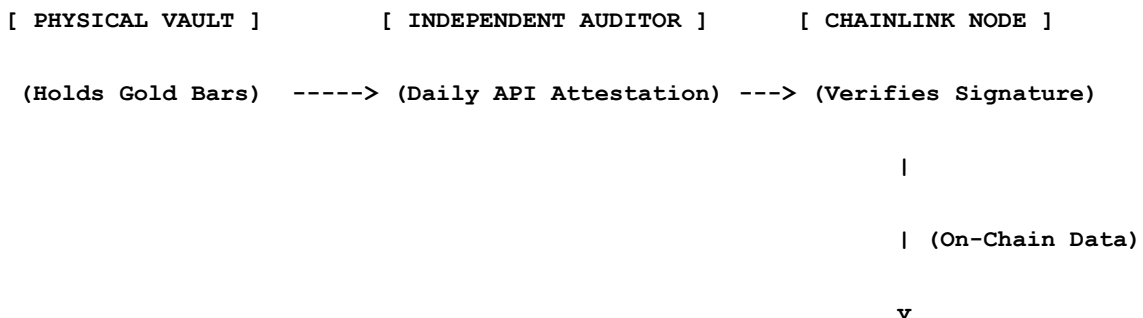 [ PHYSICAL VAULT ] [ INDEPENDENT AUDITOR ] [ CHAINLINK NODE ]
(Holds Gold Bars) -----> (Daily API Attestation) ---> (Verifies Signature)
|
| (On-Chain Data)
v